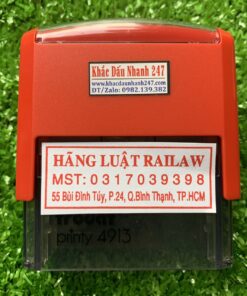 Khắc Dấu Nhanh 247
www.khacdaunhanh247.com
ĐT/Zalo: 0982.139.382
HÃNG LUẬT RAILAW
MST: 0317039398
55 Bùi Đình Túy, P.24, Q.Bình Thạnh, TP.HCM
printy 4913